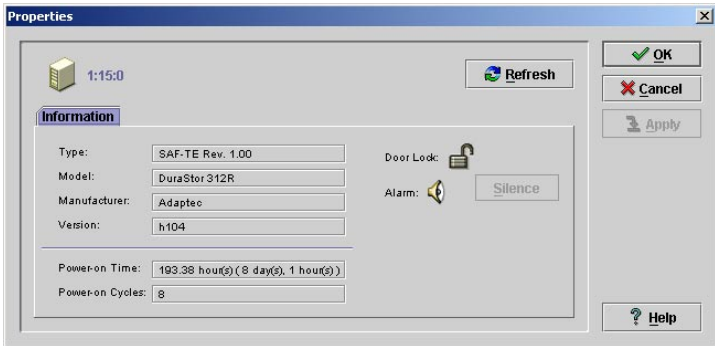 Properties
1:15:0
Refresh
OK
Cancel
Apply
Information
Type: SAF-TE Rev. 1.00
Door Lock:
Model: DuraStor 312R
Alarm: Silence
Manufacturer: Adaptec
Version: h104
Power-on Time: 193.38 hour(s) ( 8 day(s), 1 hour(s) )
Power-on Cycles: 8
Help